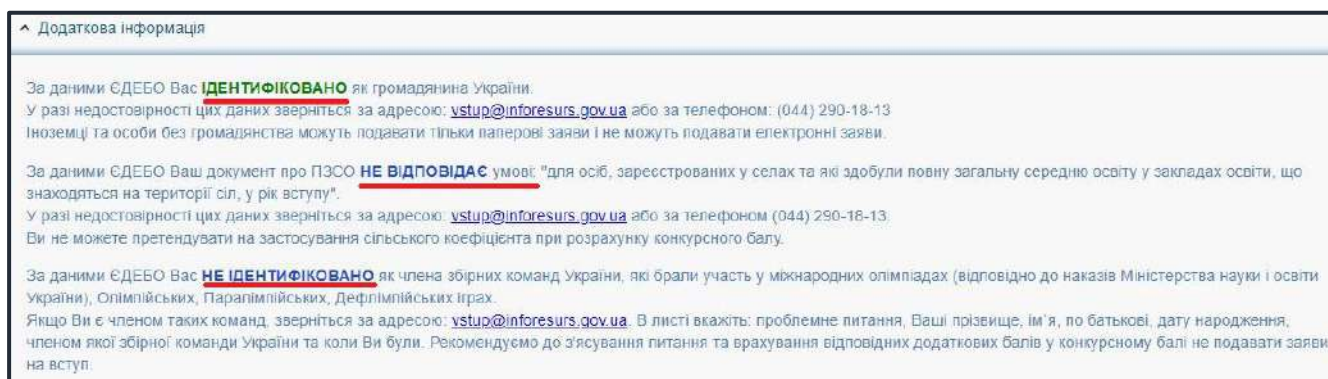 Додаткова інформація
За даними ЄДЕБО Вас ІДЕНТИФІКОВАНО як громадянина України.
У разі недостовірності цих даних зверніться за адресою: vstup@inforesurs.gov.ua або за телефоном: (044) 290-18-13
Іноземці та особи без громадянства можуть подавати тільки паперові заяви і не можуть подавати електронні заяви.
За даними ЄДЕБО Ваш документ про ПЗСО НЕ ВІДПОВІДАЄ умові: "для осіб, зареєстрованих у селах та які здобули повну загальну середню освіту у закладах освіти, що
знаходяться на території сіл, у рік вступу".
У разі недостовірності цих даних зверніться за адресою: vstup@inforesurs.gov.ua або за телефоном (044) 290-18-13.
Ви не можете претендувати на застосування сільського коефіцієнта при розрахунку конкурсного балу.
За даними ЄДЕБО Вас НЕ ІДЕНТИФІКОВАНО як члена збірних команд України, які брали участь у міжнародних олімпіадах (відповідно до наказів Міністерства науки і освіти
України), Олімпійських, Паралімпійських, Дефлімпійських іграх.
Якщо Ви є членом таких команд, зверніться за адресою: vstup@inforesurs.gov.ua. В листі вкажіть: проблемне питання, Ваші прізвище, ім'я, по батькові, дату народження,
членом якої збірної команди України та коли Ви були. Рекомендуємо до з'ясування питання та врахування відповідних додаткових балів у конкурсному балі не подавати заяви
на вступ.